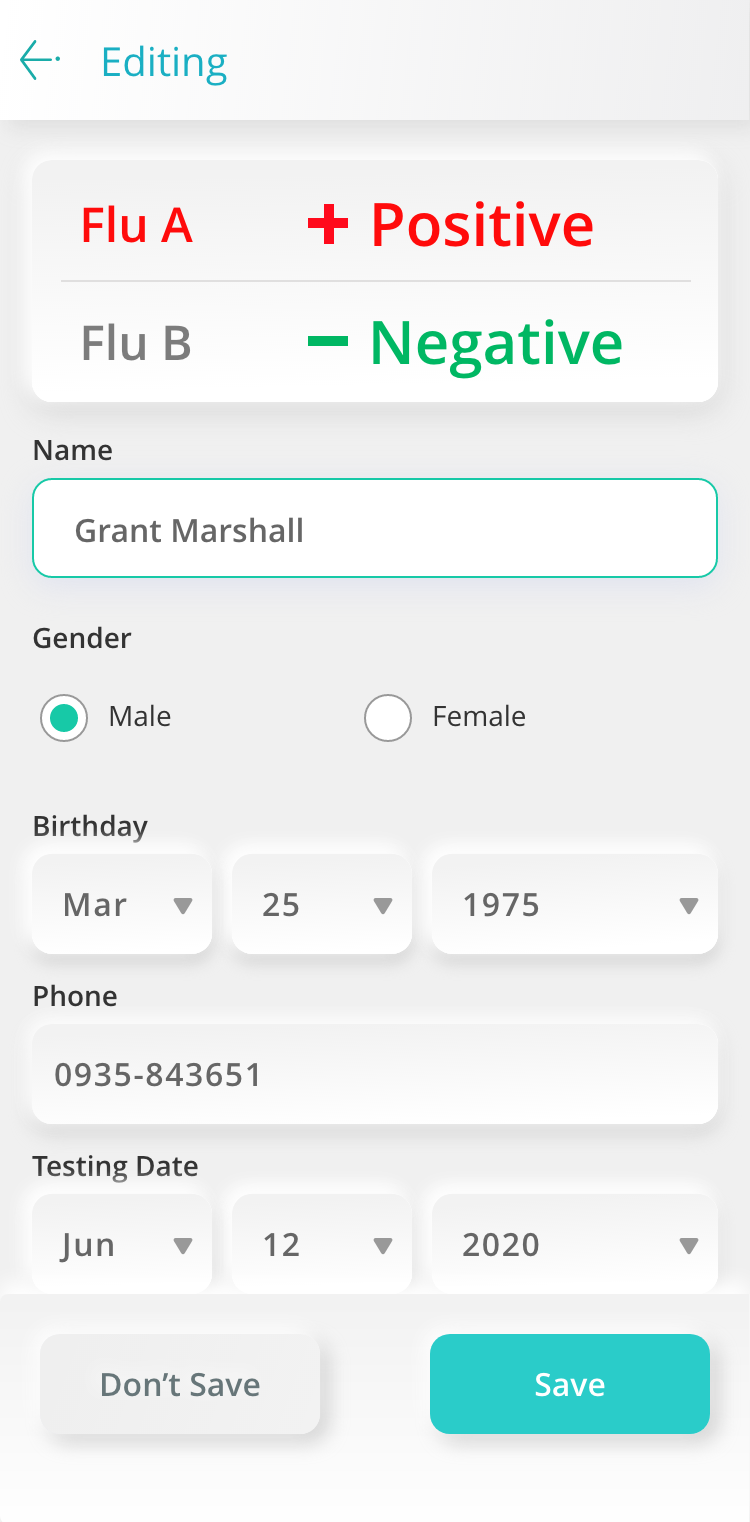 Editing
Flu A + Positive
Flu B − Negative
Name
Grant Marshall
Gender
Male Female
Birthday
Mar 25 1975
Phone
0935-843651
Testing Date
Jun 12 2020
Don’t Save Save